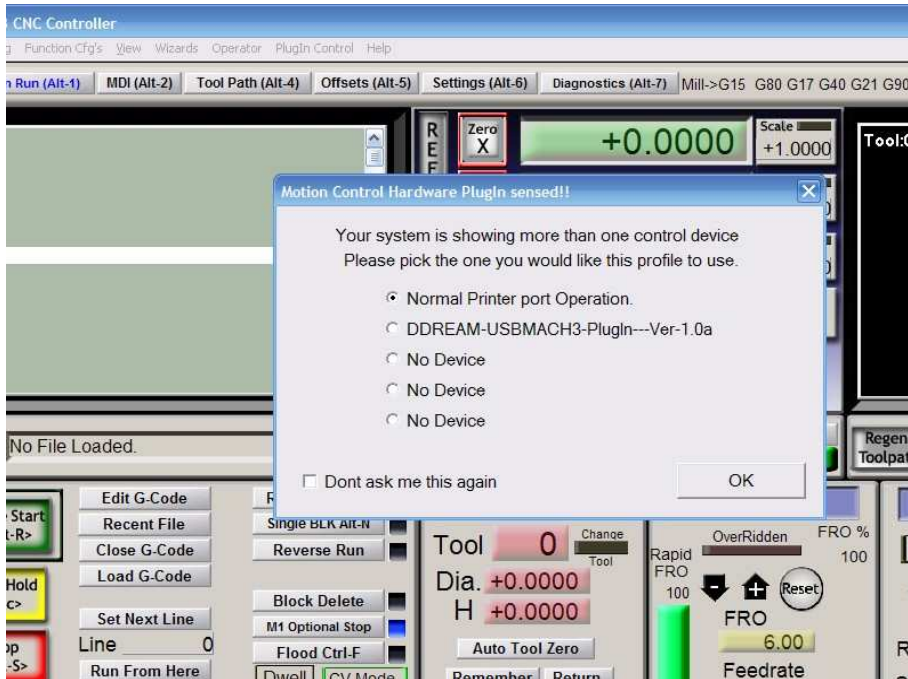 CNC Controller
Function Cfg's View Wizards Operator PlugIn Control Help
Run (Alt-1) MDI (Alt-2) Tool Path (Alt-4) Offsets (Alt-5) Settings (Alt-6) Diagnostics (Alt-7) Mill->G15 G80 G17 G40 G21 G90
R
E
F
Zero
X
+0.0000
Scale
+1.0000
Tool:0
Motion Control Hardware PlugIn sensed!!
Your system is showing more than one control device
Please pick the one you would like this profile to use.
Normal Printer port Operation.
DDREAM-USBMACH3-PlugIn---Ver-1.0a
No Device
No Device
No Device
Dont ask me this again
OK
No File Loaded.
Regen
Toolpat
Start
Edit G-Code
Recent File
Close G-Code
Load G-Code
Set Next Line
Line 0
Run From Here
Hold
Single BLK Alt-N
Reverse Run
Block Delete
M1 Optional Stop
Flood Ctrl-F
Dwell CV Mode
Tool 0 Change
Tool
Dia. +0.0000
H +0.0000
Auto Tool Zero
Remember Return
OverRidden FRO %
100
Rapid
FRO
100
Reset
FRO
6.00
Feedrate